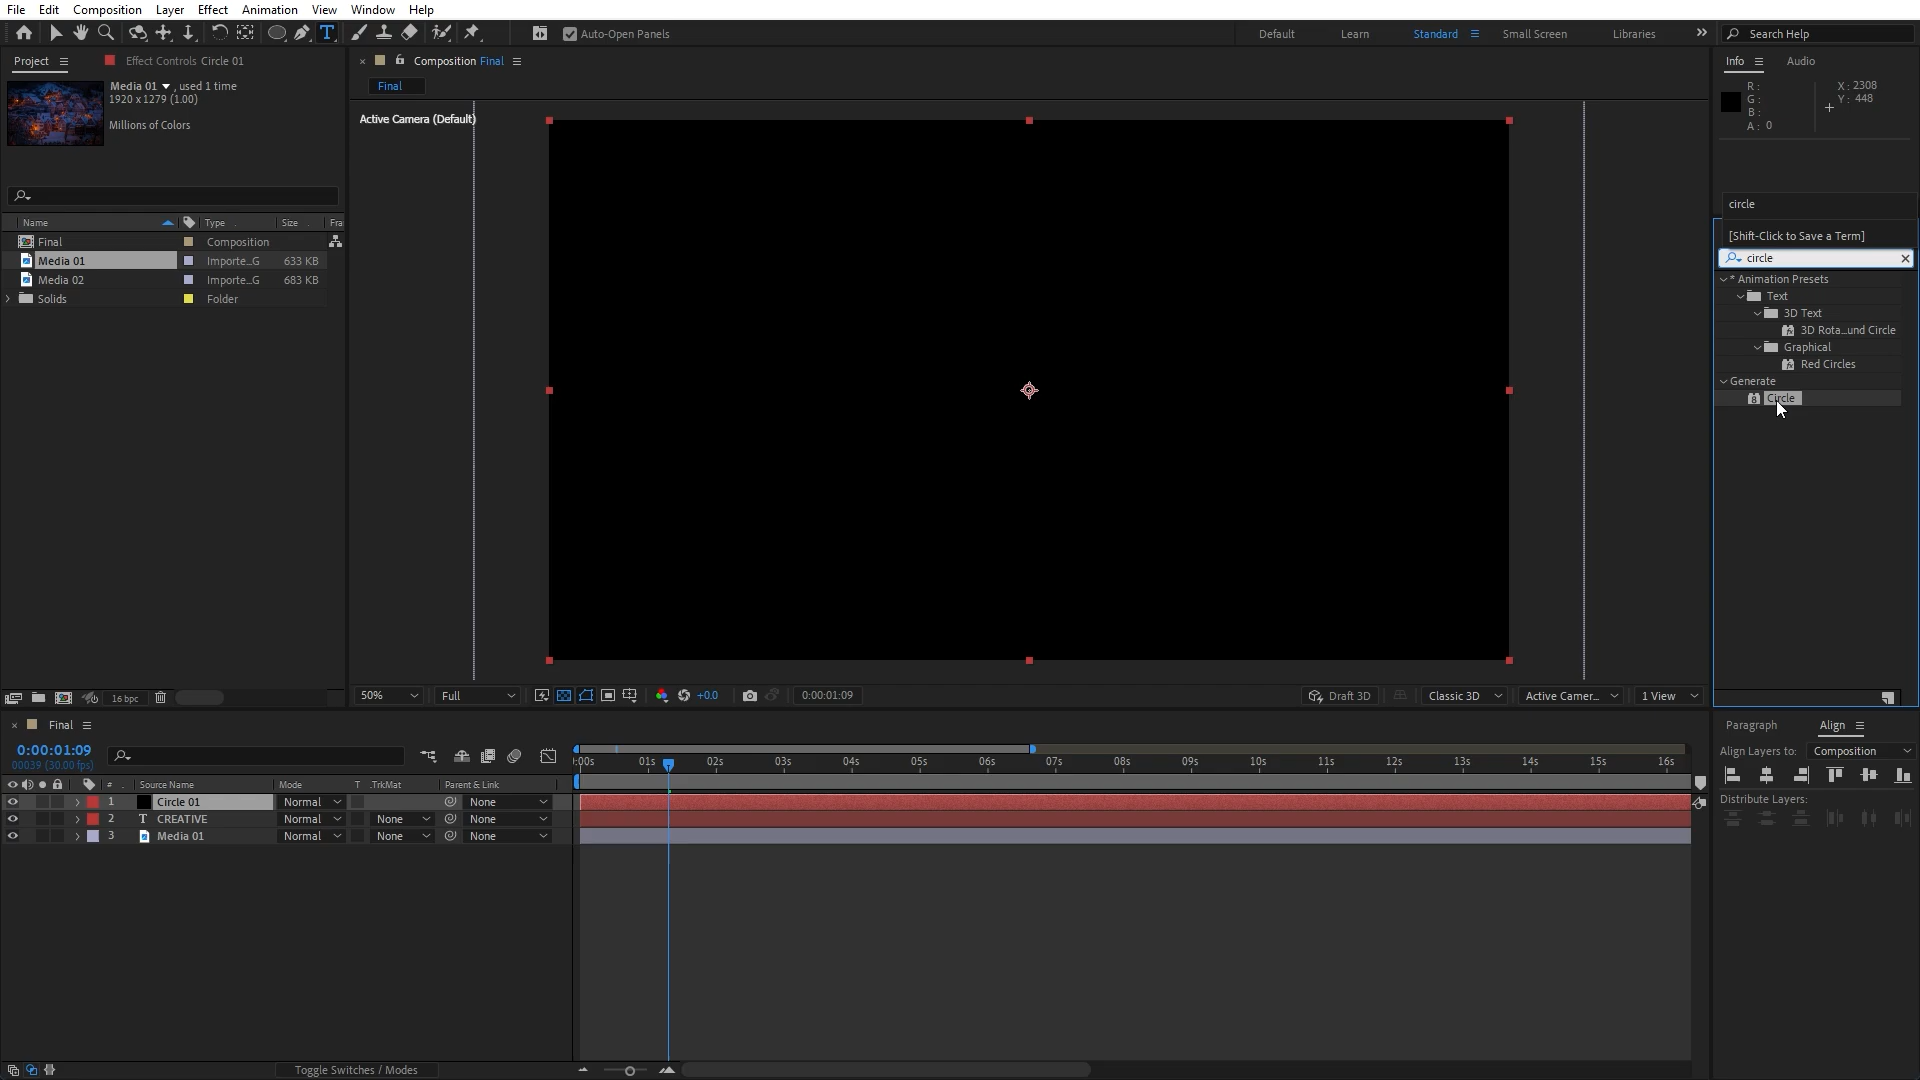 File Edit Composition Layer Effect Animation View Window Help
Auto-Open Panels
Default Learn Standard Small Screen Libraries
Search Help
Project
Effect Controls Circle 01
Composition Final
Info Audio
Media 01 , used 1 time
1920 x 1279 (1.00)
Millions of Colors
Final
R :
G :
B :
A : 0
X : 2308
Y : 448
Active Camera (Default)
circle
[Shift-Click to Save a Term]
circle
* Animation Presets
Text
3D Text
3D Rota...und Circle
Graphical
Red Circles
Generate
Circle
Name Type Size Fra
Final Composition
Media 01 Importe...G 633 KB
Media 02 Importe...G 683 KB
Solids Folder
16 bpc
50% Full +0.0 0:00:01:09 Draft 3D Classic 3D Active Camer... 1 View
Final
Paragraph Align
0:00:01:09
00039 (30.00 fps)
Align Layers to: Composition
Distribute Layers:
:00s 01s 02s 03s 04s 05s 06s 07s 08s 09s 10s 11s 12s 13s 14s 15s 16s
# Source Name Mode T .TrkMat Parent & Link
1 Circle 01 Normal None
2 T CREATIVE Normal None None
3 Media 01 Normal None None
Toggle Switches / Modes